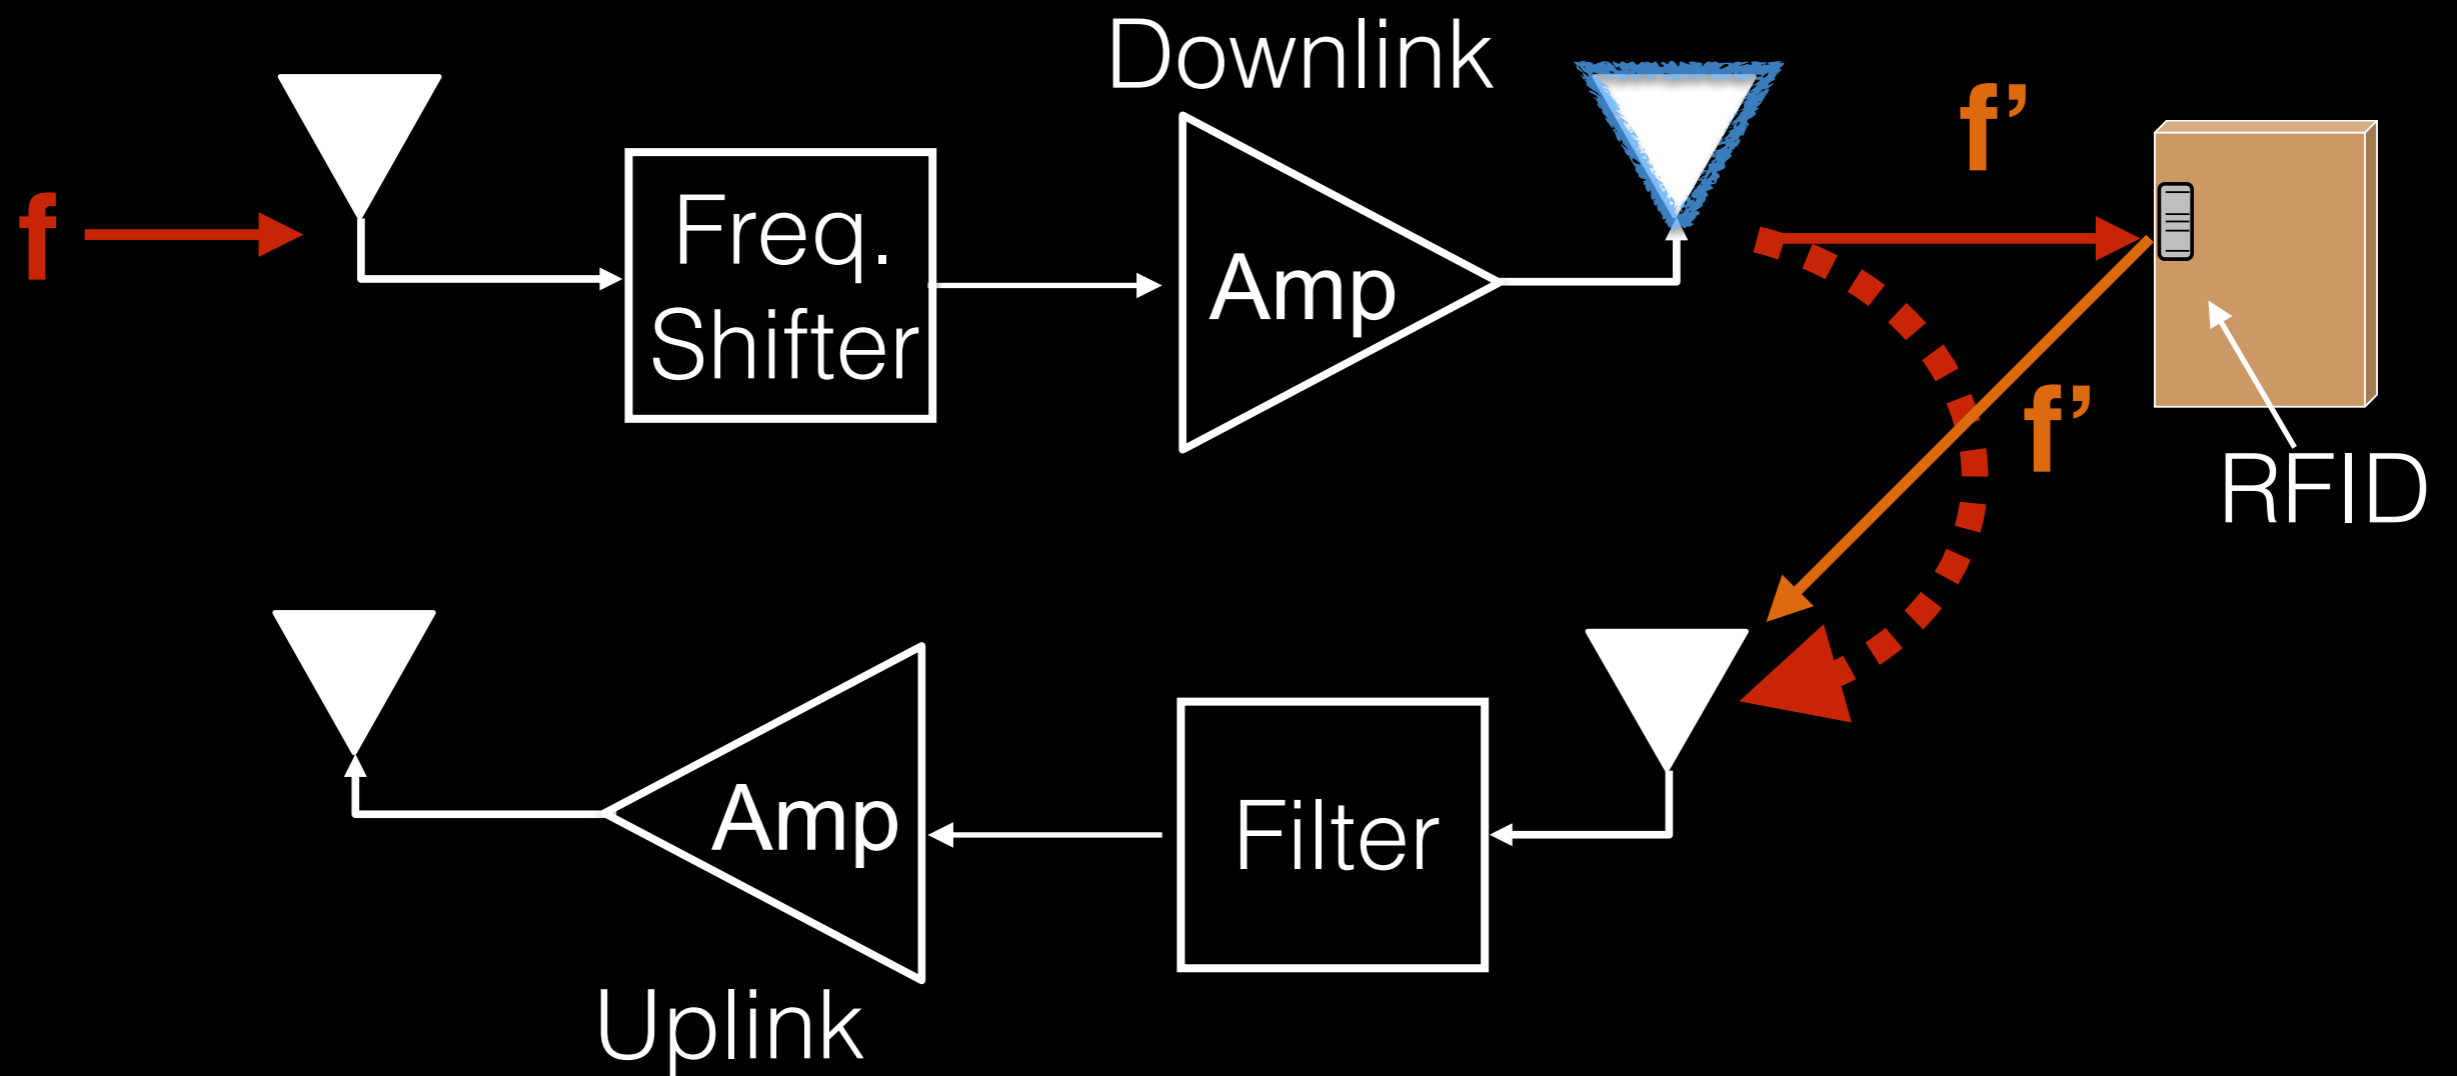 Downlink
f
Freq.
Shifter
Amp
f’
f’
RFID
Amp
Filter
Uplink